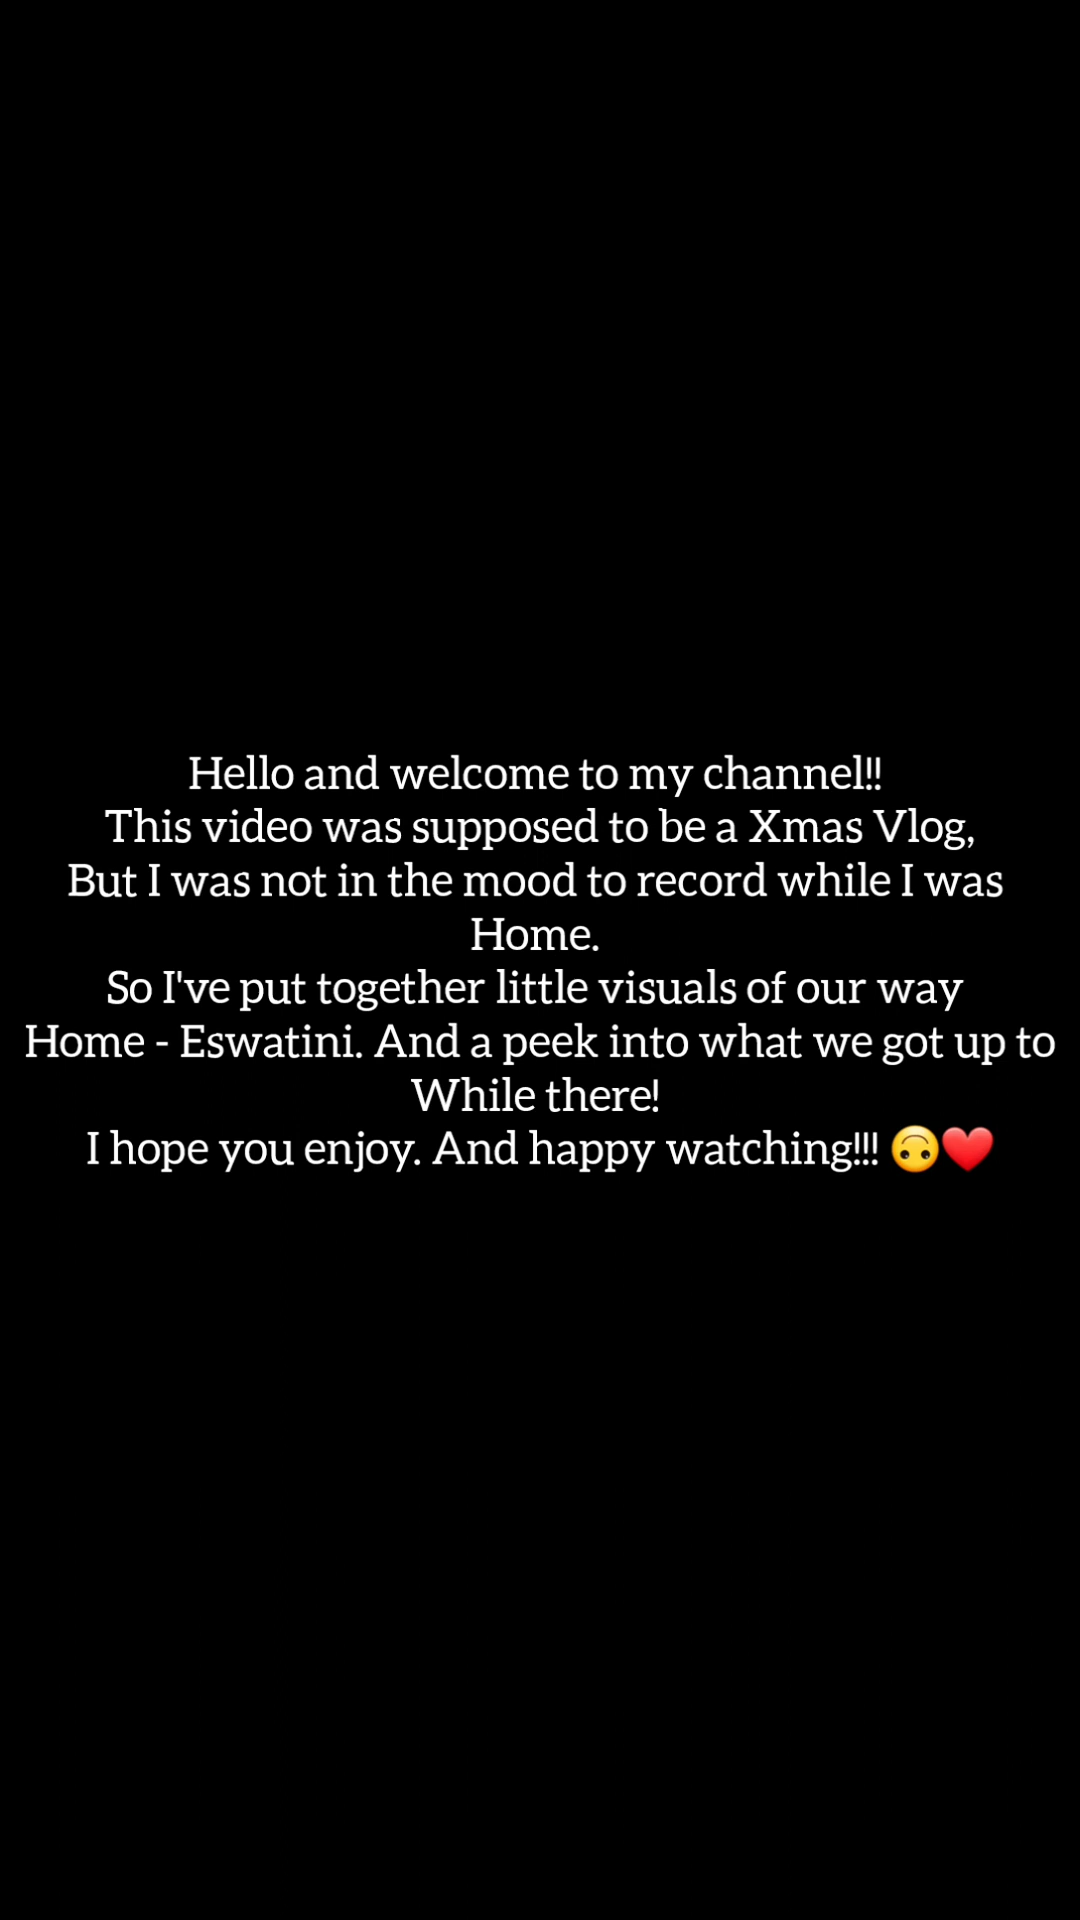 Hello and welcome to my channel!!
This video was supposed to be a Xmas Vlog,
But I was not in the mood to record while I was
Home.
So I've put together little visuals of our way
Home - Eswatini. And a peek into what we got up to
While there!
I hope you enjoy. And happy watching!!! 🙃❤️